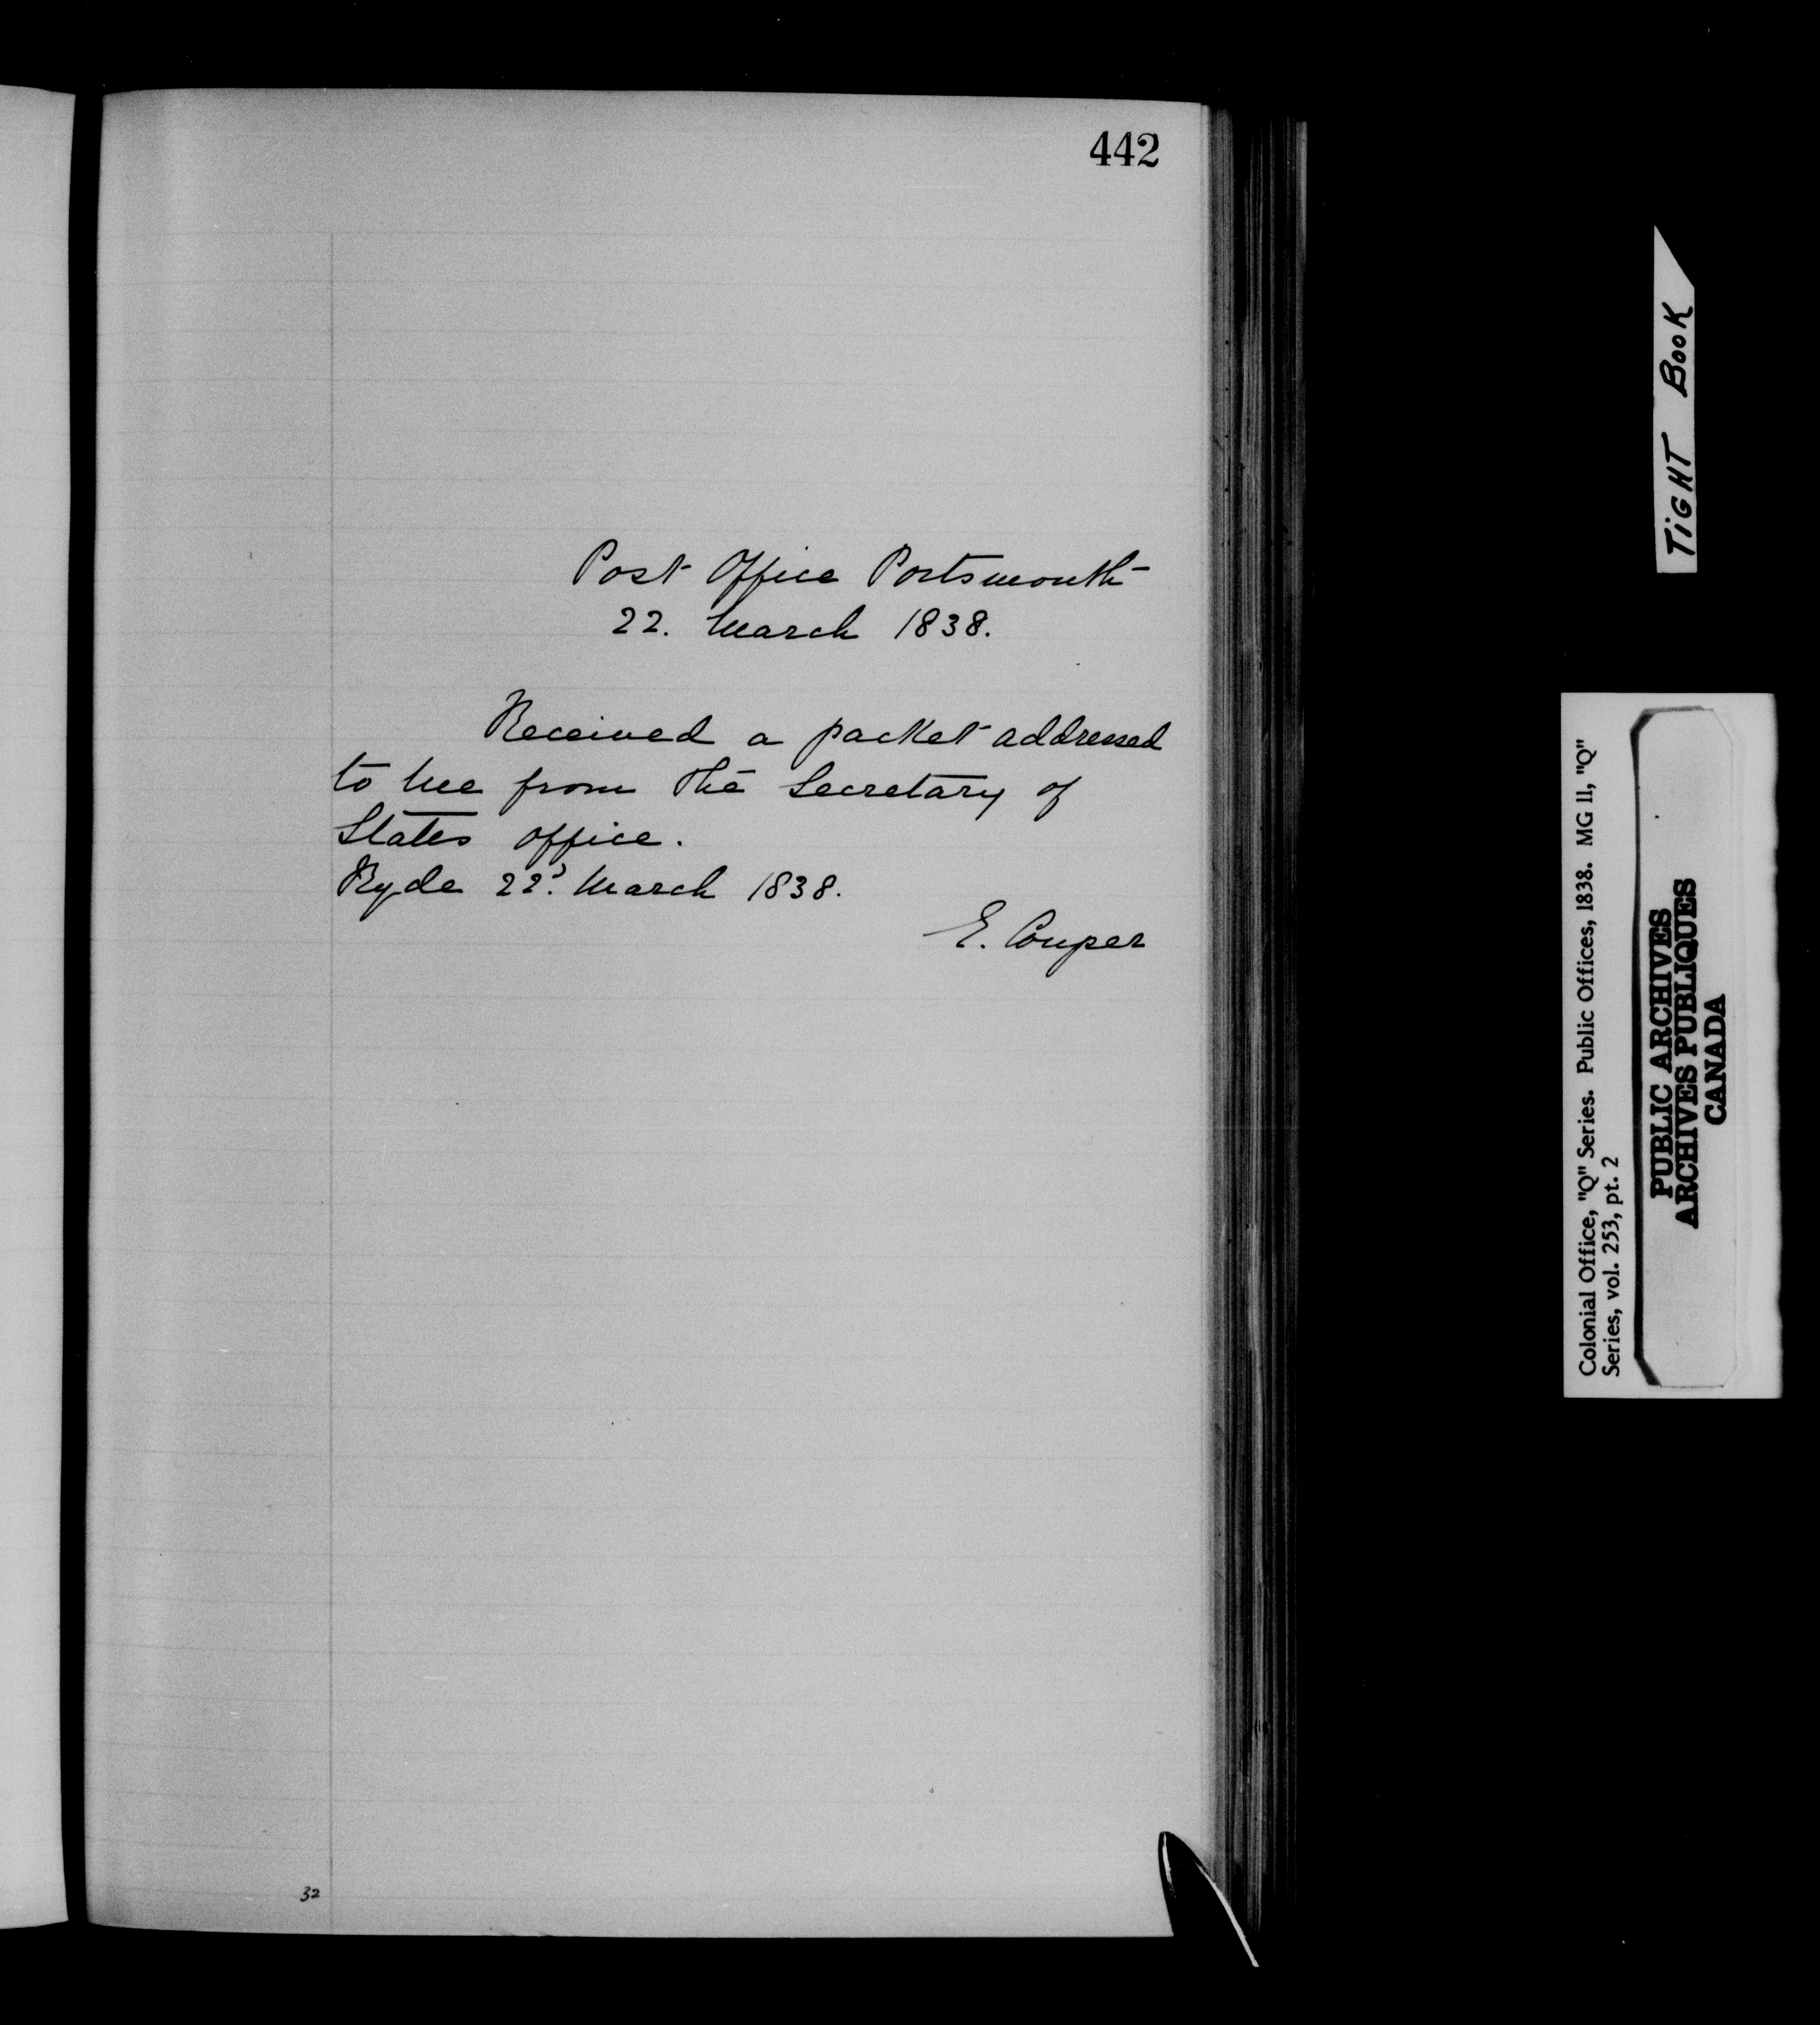 442
Post Office Portsmouth
22. March 1838.
Received a packet addressed
to me from the Secretary of
States office.
Ryde 22d. March 1838.
E. Couper
32
TiGHT BooK
Colonial Office, "Q" Series. Public Offices, 1838. MG 11, "Q"
Series, vol. 253, pt. 2
PUBLIC ARCHIVES
ARCHIVES PUBLIQUES
CANADA